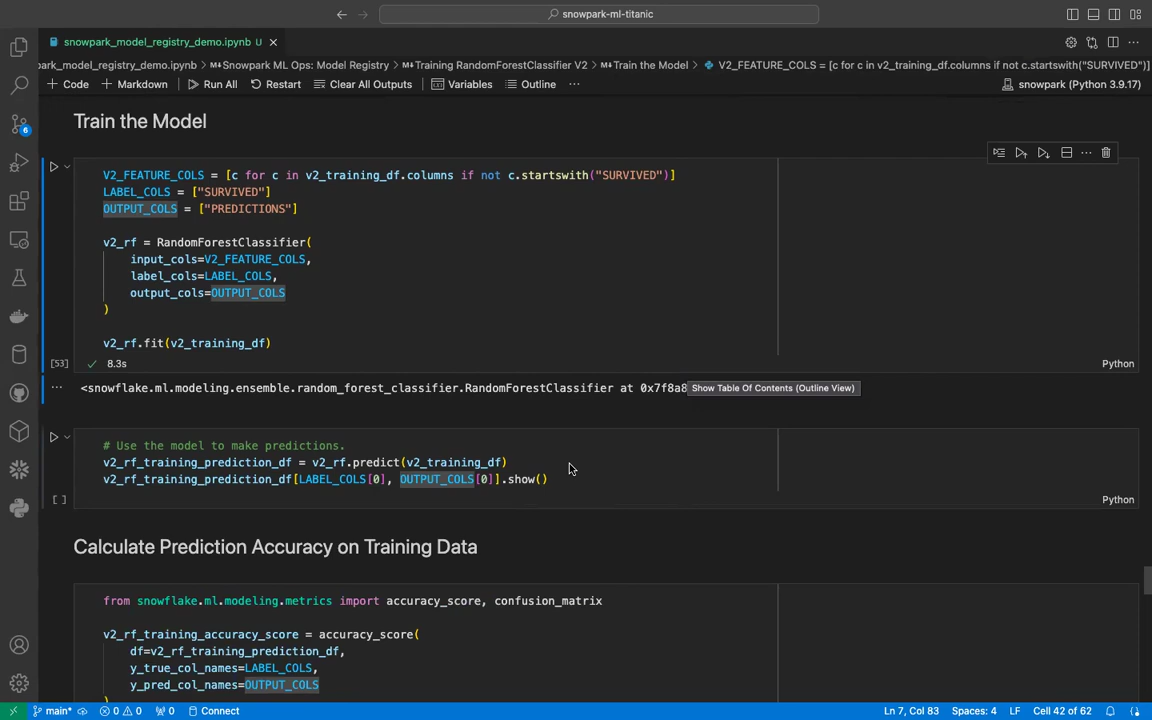 snowpark-ml-titanic
snowpark_model_registry_demo.ipynb U
park_model_registry_demo.ipynb > M↓Snowpark ML Ops: Model Registry > M↓Training RandomForestClassifier V2 > M↓Train the Model > V2_FEATURE_COLS = [c for c in v2_training_df.columns if not c.startswith("SURVIVED")]
+ Code + Markdown Run All Restart Clear All Outputs Variables Outline ... snowpark (Python 3.9.17)
Train the Model
V2_FEATURE_COLS = [c for c in v2_training_df.columns if not c.startswith("SURVIVED")]
LABEL_COLS = ["SURVIVED"]
OUTPUT_COLS = ["PREDICTIONS"]
v2_rf = RandomForestClassifier(
input_cols=V2_FEATURE_COLS,
label_cols=LABEL_COLS,
output_cols=OUTPUT_COLS
)
v2_rf.fit(v2_training_df)
[53] 8.3s Python
<snowflake.ml.modeling.ensemble.random_forest_classifier.RandomForestClassifier at 0x7f8a8
Show Table Of Contents (Outline View)
# Use the model to make predictions.
v2_rf_training_prediction_df = v2_rf.predict(v2_training_df)
v2_rf_training_prediction_df[LABEL_COLS[0], OUTPUT_COLS[0]].show()
[ ] Python
Calculate Prediction Accuracy on Training Data
from snowflake.ml.modeling.metrics import accuracy_score, confusion_matrix
v2_rf_training_accuracy_score = accuracy_score(
df=v2_rf_training_prediction_df,
y_true_col_names=LABEL_COLS,
y_pred_col_names=OUTPUT_COLS
6
main* 0 0 0 Connect Ln 7, Col 83 Spaces: 4 LF Cell 42 of 62